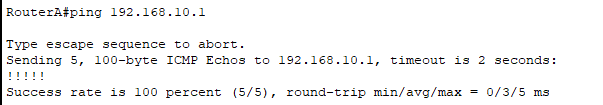 RouterA#ping 192.168.10.1
Type escape sequence to abort.
Sending 5, 100-byte ICMP Echos to 192.168.10.1, timeout is 2 seconds:
!!!!!
Success rate is 100 percent (5/5), round-trip min/avg/max = 0/3/5 ms